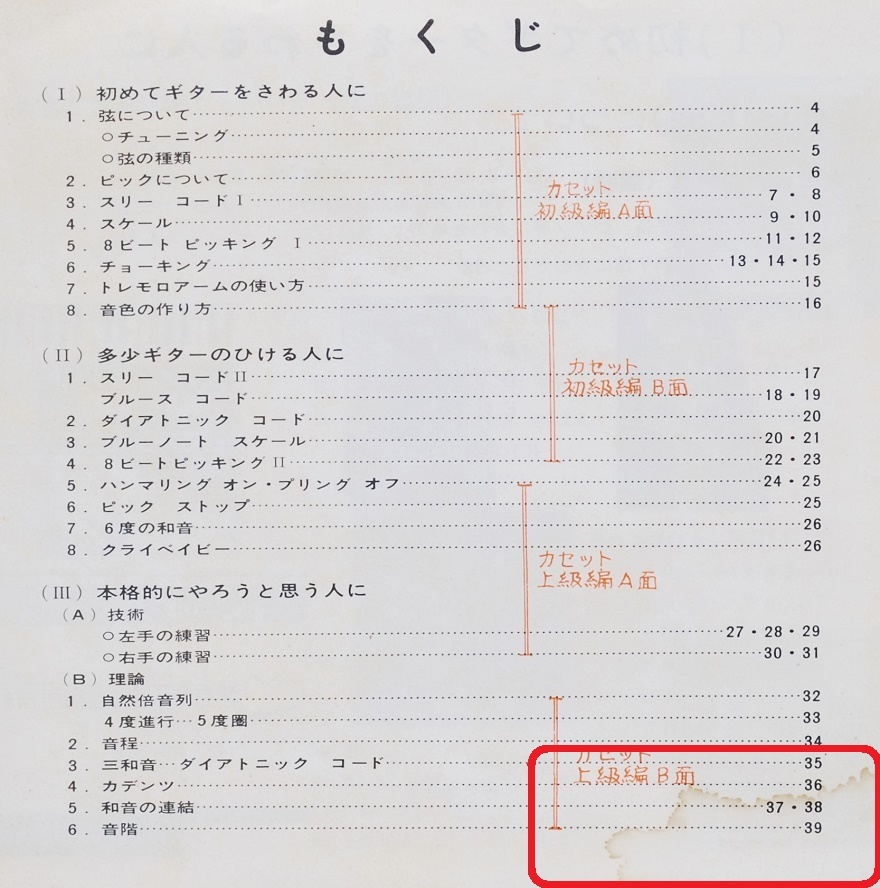 もくじ
(Ⅰ) 初めてギターをさわる人に
1. 弦について 4
○チューニング 4
○弦の種類 5
2. ピックについて 6
カセット
3. スリー コードⅠ 7・8
初級編A面
4. スケール 9・10
5. 8ビート ピッキング Ⅰ 11・12
6. チョーキング 13・14・15
7. トレモロアームの使い方 15
8. 音色の作り方 16
(Ⅱ) 多少ギターのひける人に
カセット
1. スリー コードⅡ 17
初級編B面
ブルース コード 18・19
2. ダイアトニック コード 20
3. ブルーノート スケール 20・21
4. 8ビートピッキングⅡ 22・23
5. ハンマリング オン・プリング オフ 24・25
6. ピック ストップ 25
7. 6度の和音 26
8. クライベイビー 26
カセット
上級編A面
(Ⅲ) 本格的にやろうと思う人に
(A) 技術
○左手の練習 27・28・29
○右手の練習 30・31
(B) 理論
1. 自然倍音列 32
4度進行…5度圏 33
2. 音程 34
カセット
3. 三和音…ダイアトニック コード 35
上級編B面
4. カデンツ 36
5. 和音の連結 37・38
6. 音階 39